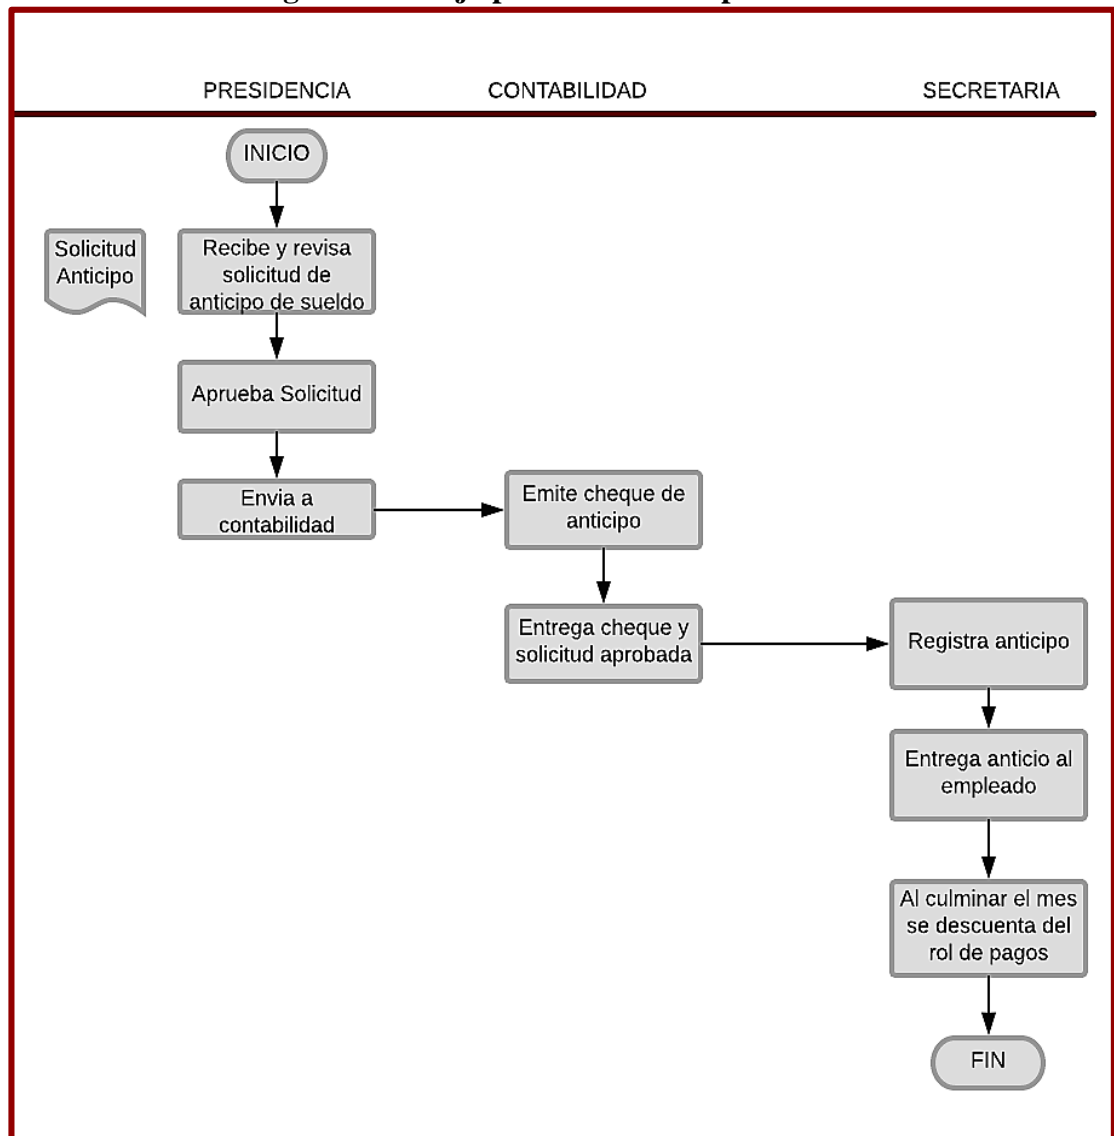 PRESIDENCIA CONTABILIDAD SECRETARIA
INICIO
Solicitud
Anticipo
Recibe y revisa
solicitud de
anticipo de sueldo
Aprueba Solicitud
Envia a
contabilidad
Emite cheque de
anticipo
Entrega cheque y
solicitud aprobada
Registra anticipo
Entrega anticio al
empleado
Al culminar el mes
se descuenta del
rol de pagos
FIN